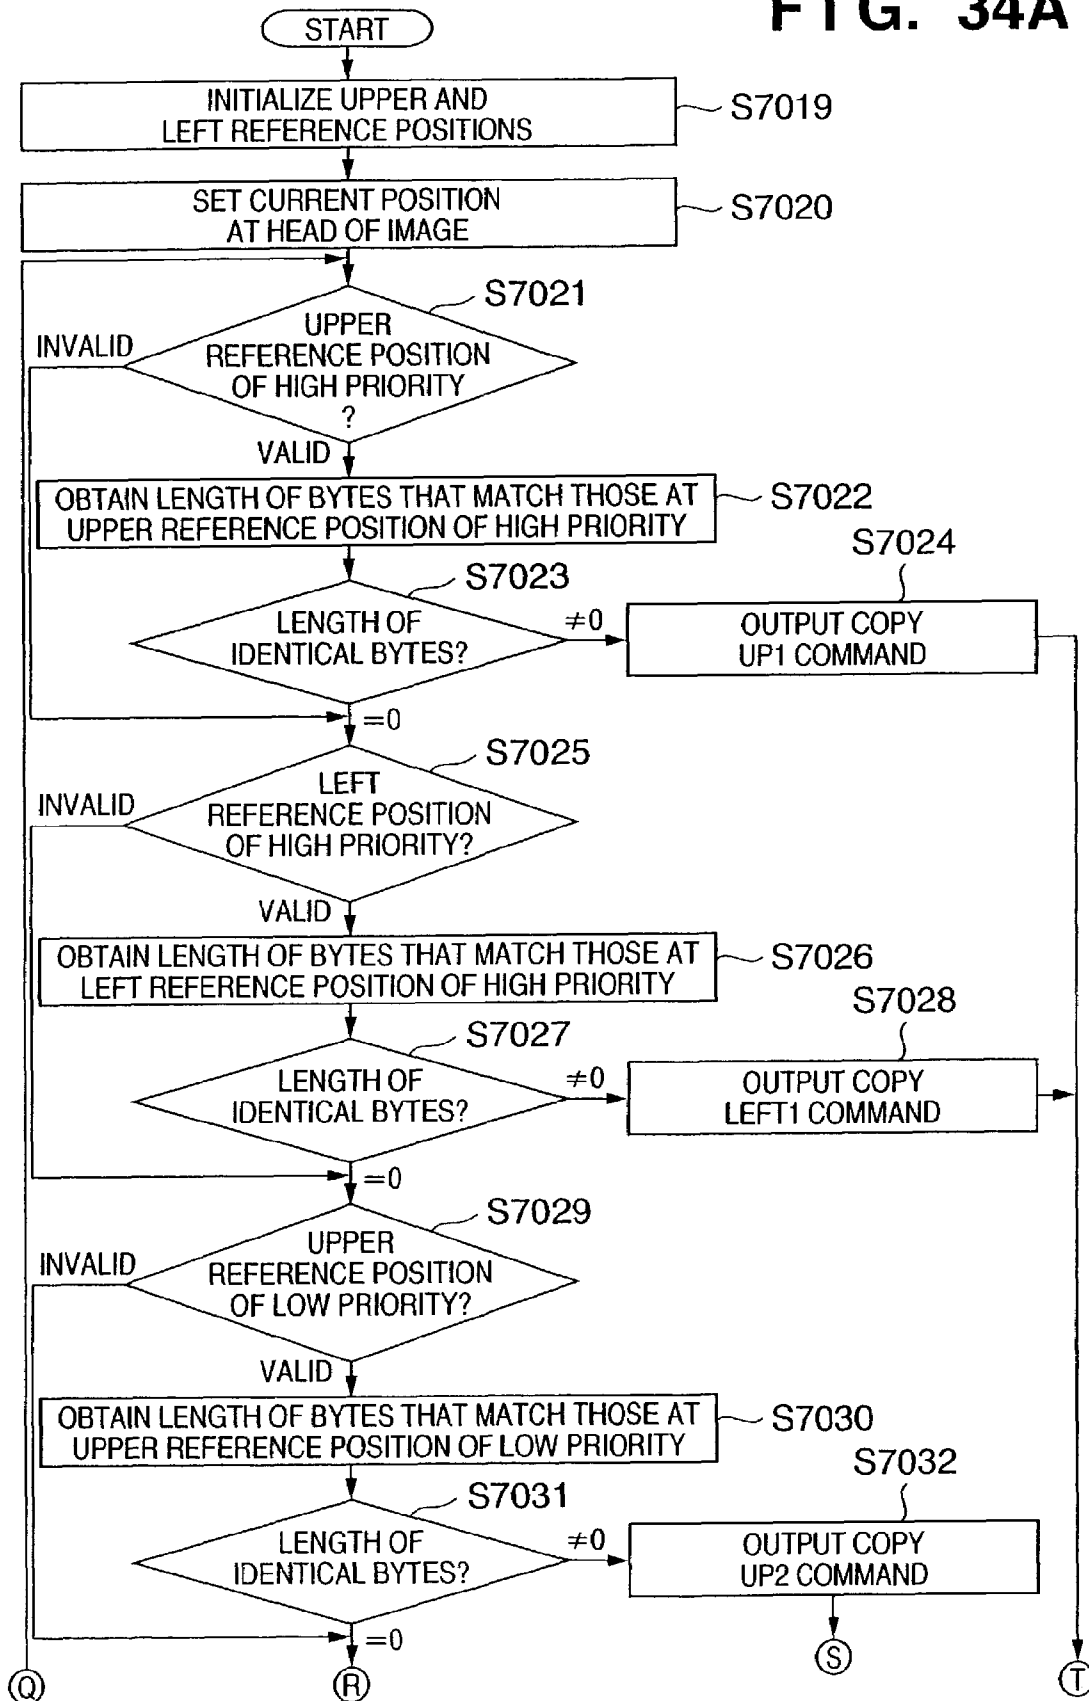 FIG. 34A
START
INITIALIZE UPPER AND
LEFT REFERENCE POSITIONS
S7019
SET CURRENT POSITION
AT HEAD OF IMAGE
S7020
S7021
INVALID
UPPER
REFERENCE POSITION
OF HIGH PRIORITY
?
VALID
OBTAIN LENGTH OF BYTES THAT MATCH THOSE AT
UPPER REFERENCE POSITION OF HIGH PRIORITY
S7022
S7024
S7023
LENGTH OF
IDENTICAL BYTES?
≠0
OUTPUT COPY
UP1 COMMAND
=0
S7025
INVALID
LEFT
REFERENCE POSITION
OF HIGH PRIORITY?
VALID
OBTAIN LENGTH OF BYTES THAT MATCH THOSE AT
LEFT REFERENCE POSITION OF HIGH PRIORITY
S7026
S7028
S7027
LENGTH OF
IDENTICAL BYTES?
≠0
OUTPUT COPY
LEFT1 COMMAND
=0
S7029
INVALID
UPPER
REFERENCE POSITION
OF LOW PRIORITY?
VALID
OBTAIN LENGTH OF BYTES THAT MATCH THOSE AT
UPPER REFERENCE POSITION OF LOW PRIORITY
S7030
S7032
S7031
LENGTH OF
IDENTICAL BYTES?
≠0
OUTPUT COPY
UP2 COMMAND
=0
Q
R
S
T